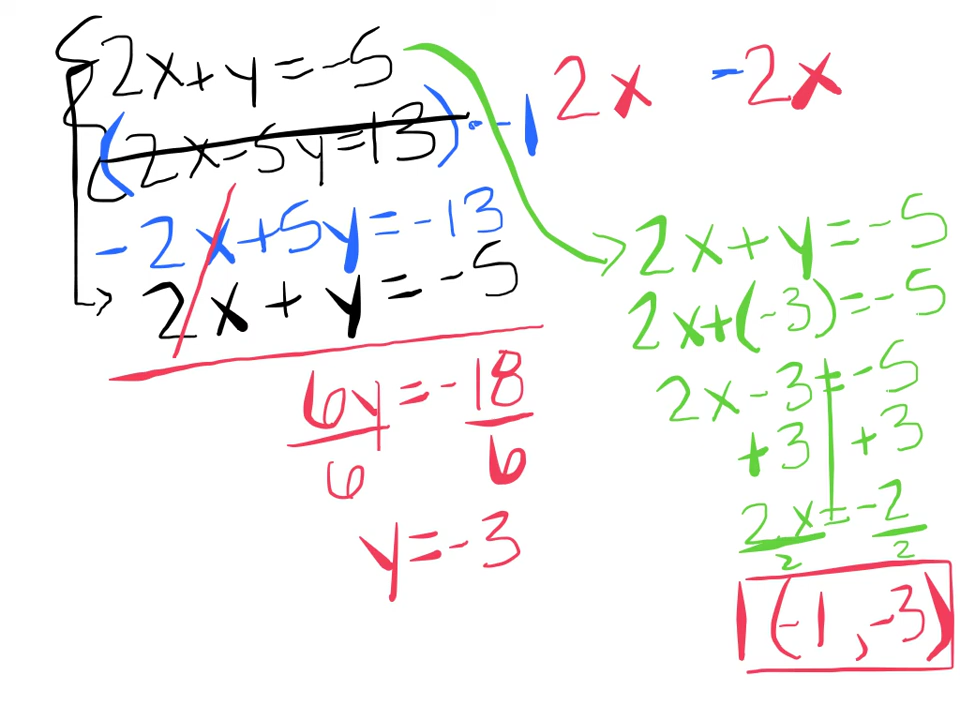 2x+y=-5
2x -2x
(2x-5y=13)·-1
-2x+5y=-13
2x+y=-5
6y=-18
6 6
y=-3
2x+y=-5
2x+(-3)=-5
2x-3=-5
+3 +3
2x=-2
2 2
(-1,-3)